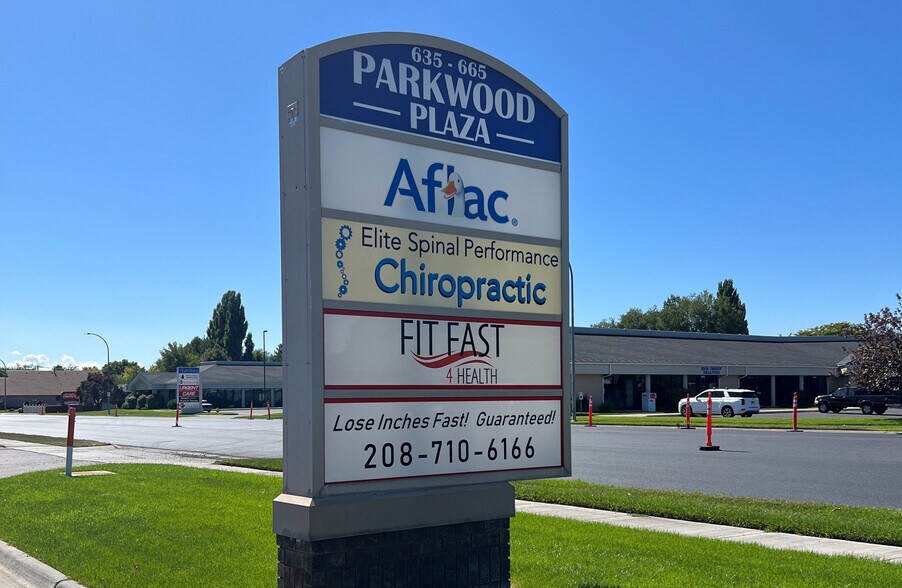 635 - 665
PARKWOOD
PLAZA
Aflac®
Elite Spinal Performance
Chiropractic
FIT FAST
4 HEALTH
Lose Inches Fast! Guaranteed!
208-710-6166